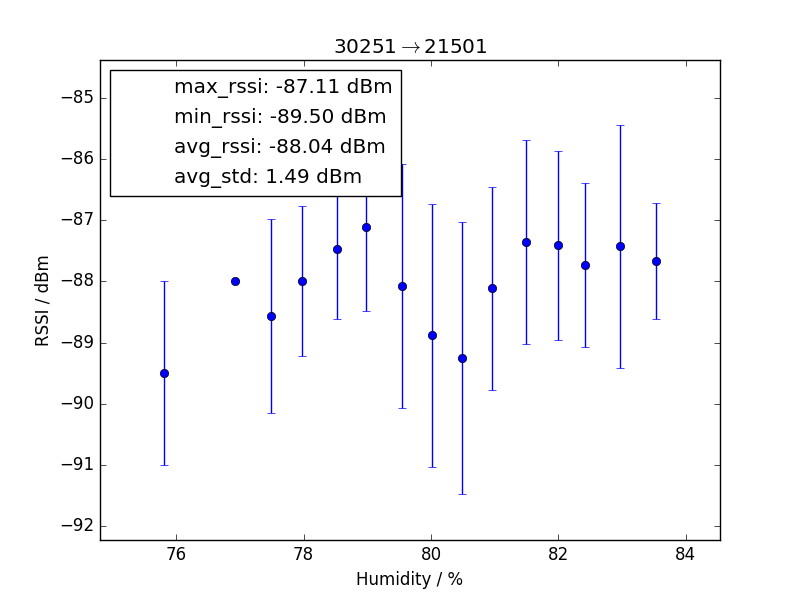 30251→21501
max_rssi: -87.11 dBm
min_rssi: -89.50 dBm
avg_rssi: -88.04 dBm
avg_std: 1.49 dBm
−85
−86
−87
−88
−89
−90
−91
−92
RSSI / dBm
76 78 80 82 84
Humidity / %